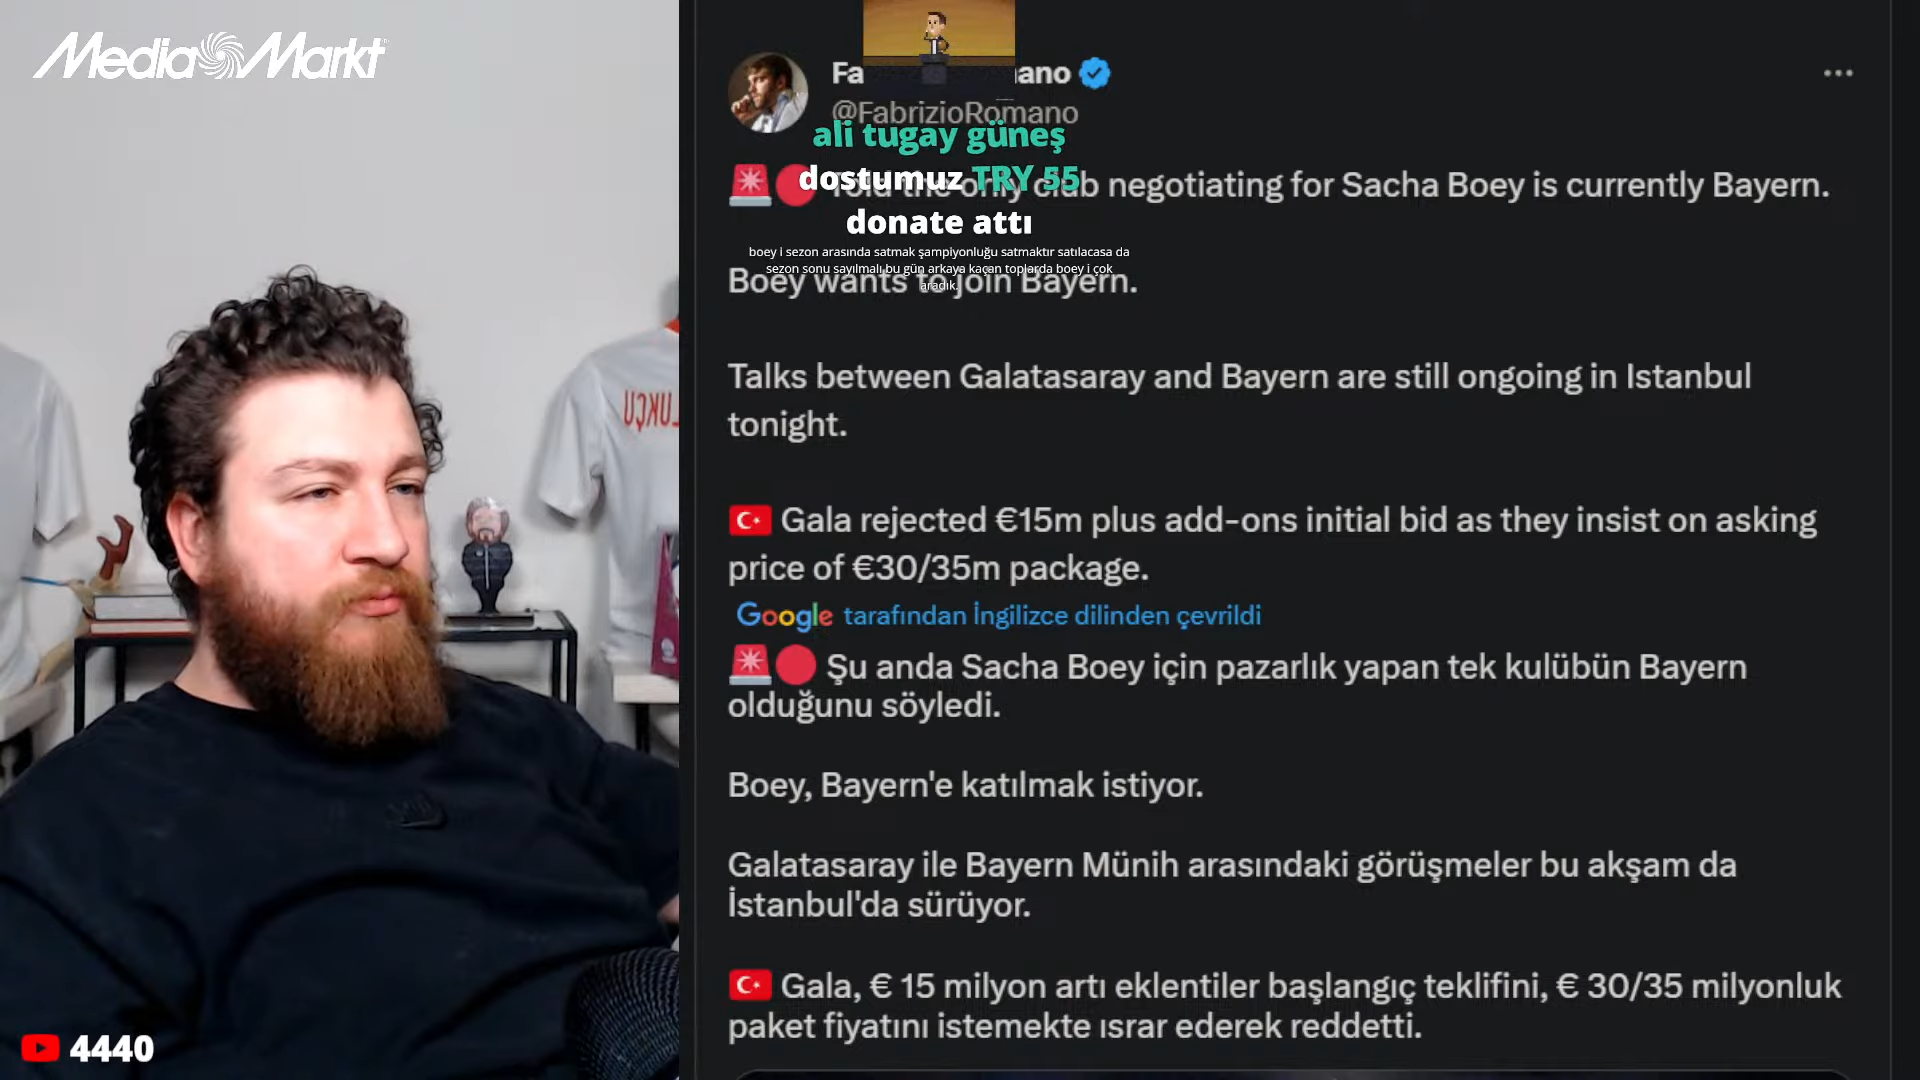 MediaMarkt
Fa ano
@FabrizioRomano
ali tugay güneş
dostumuz TRY 55
donate attı
boey i sezon arasında satmak şampiyonluğu satmaktır satılacasa da
sezon sonu sayılmalı bu gün arkaya kaçan toplarda boey i çok
aradık.
Told the only club negotiating for Sacha Boey is currently Bayern.
Boey wants to join Bayern.
Talks between Galatasaray and Bayern are still ongoing in Istanbul
tonight.
Gala rejected €15m plus add-ons initial bid as they insist on asking
price of €30/35m package.
Google tarafından İngilizce dilinden çevrildi
Şu anda Sacha Boey için pazarlık yapan tek kulübün Bayern
olduğunu söyledi.
Boey, Bayern'e katılmak istiyor.
Galatasaray ile Bayern Münih arasındaki görüşmeler bu akşam da
İstanbul'da sürüyor.
Gala, € 15 milyon artı eklentiler başlangıç teklifini, € 30/35 milyonluk
paket fiyatını istemekte ısrar ederek reddetti.
4440